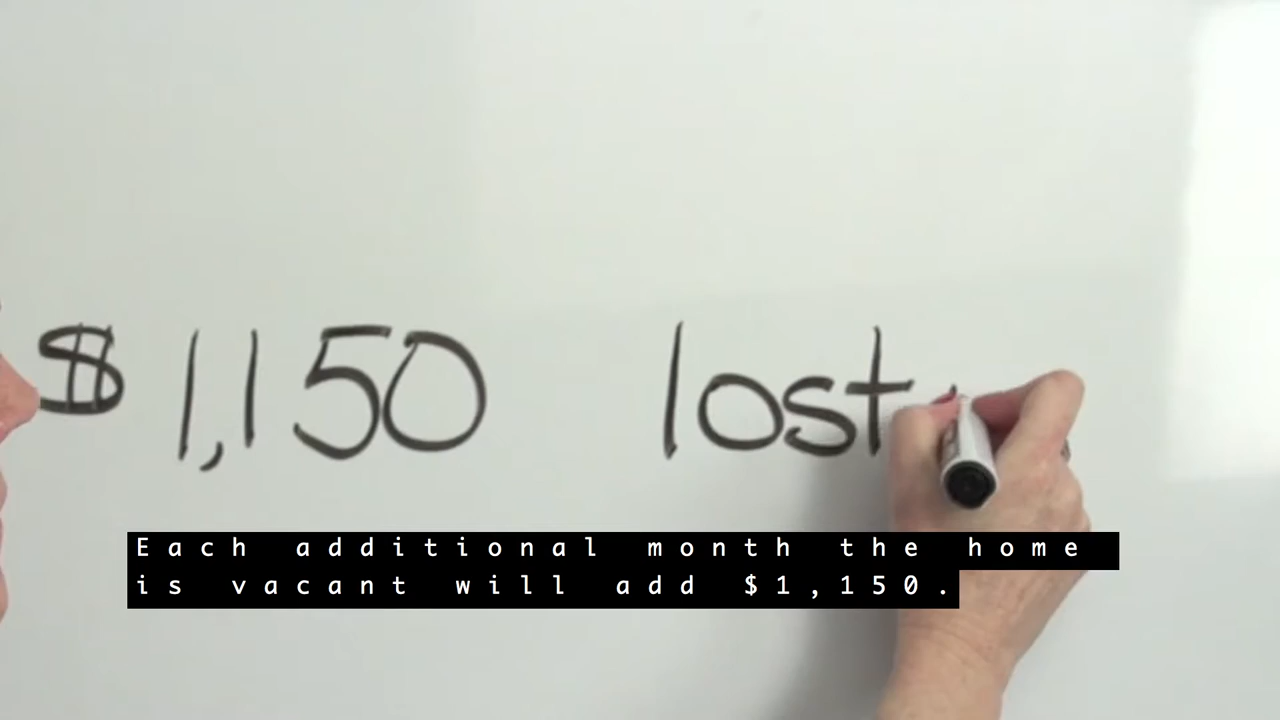 $1,150 lost
Each additional month the home
is vacant will add $1,150.